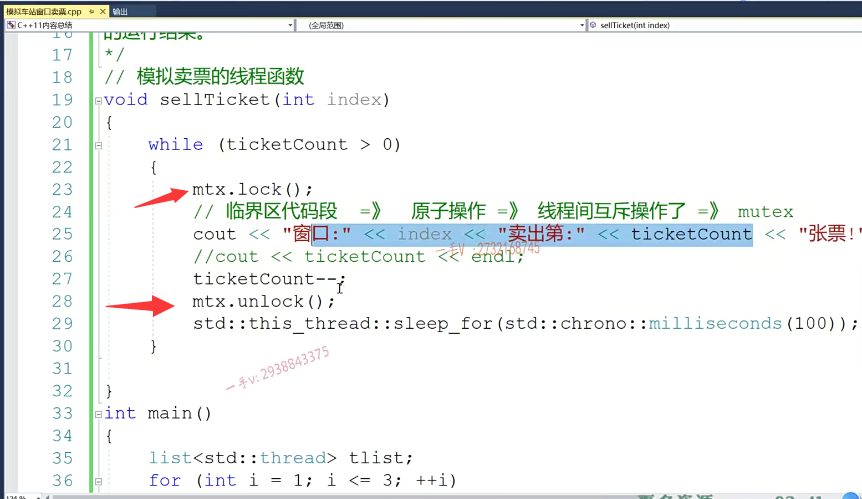 模拟车站窗口卖票.cpp 输出
C++11内容总结 (全局范围) sellTicket(int index)
16 的运行结果。
17 */
18 // 模拟卖票的线程函数
19 void sellTicket(int index)
20 {
21 while (ticketCount > 0)
22 {
23 mtx.lock();
24 // 临界区代码段 =》 原子操作 =》 线程间互斥操作了 =》 mutex
25 cout << "窗口:" << index << "卖出第:" << ticketCount << "张票!"
一手V :2732168745
26 //cout << ticketCount << endl;
27 ticketCount--;
28 mtx.unlock();
29 std::this_thread::sleep_for(std::chrono::milliseconds(100));
30 }
31
一手v: 2938843375
32 }
33 int main()
34 {
35 list<std::thread> tlist;
36 for (int i = 1; i <= 3; ++i)